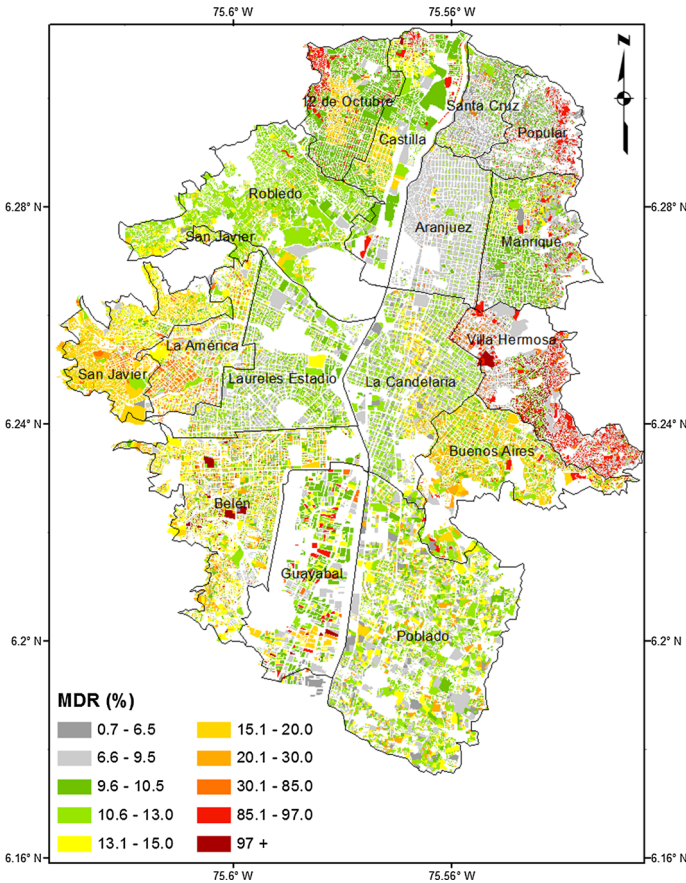 75.6° W 75.56° W
N
12 de Octubre
Santa Cruz
Popular
Castilla
Robledo
6.28° N 6.28° N
Aranjuez
San Javier
Manrique
Villa Hermosa
La América
San Javier
Laureles Estadio
La Candelaria
6.24° N 6.24° N
Buenos Aires
Belén
Guayabal
Poblado
6.2° N 6.2° N
MDR (%)
0.7 - 6.5
6.6 - 9.5
9.6 - 10.5
10.6 - 13.0
13.1 - 15.0
15.1 - 20.0
20.1 - 30.0
30.1 - 85.0
85.1 - 97.0
97 +
6.16° N 6.16° N
75.6° W 75.56° W